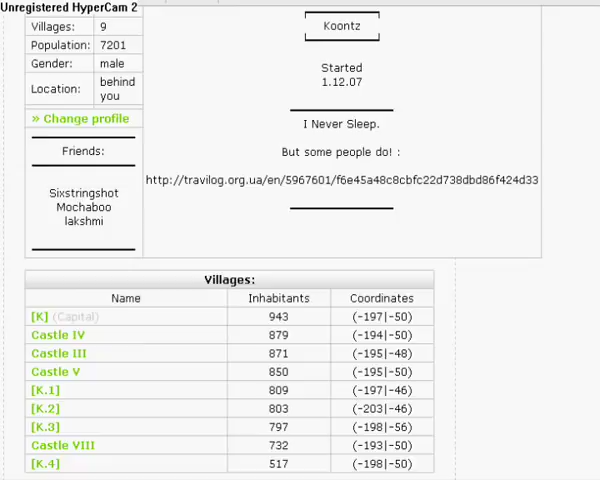 Unregistered HyperCam 2
Villages: 9
Population: 7201
Gender: male
Location: behind
you
» Change profile
Friends:
Sixstringshot
Mochaboo
lakshmi
Koontz
Started
1.12.07
I Never Sleep.
But some people do! :
http://travilog.org.ua/en/5967601/f6e45a48c8cbfc22d738dbd86f424d33
Villages:
Name Inhabitants Coordinates
[K] (Capital) 943 (-197|-50)
Castle IV 879 (-194|-50)
Castle III 871 (-195|-48)
Castle V 850 (-195|-50)
[K.1] 809 (-197|-46)
[K.2] 803 (-203|-46)
[K.3] 797 (-198|-56)
Castle VIII 732 (-193|-50)
[K.4] 517 (-198|-50)